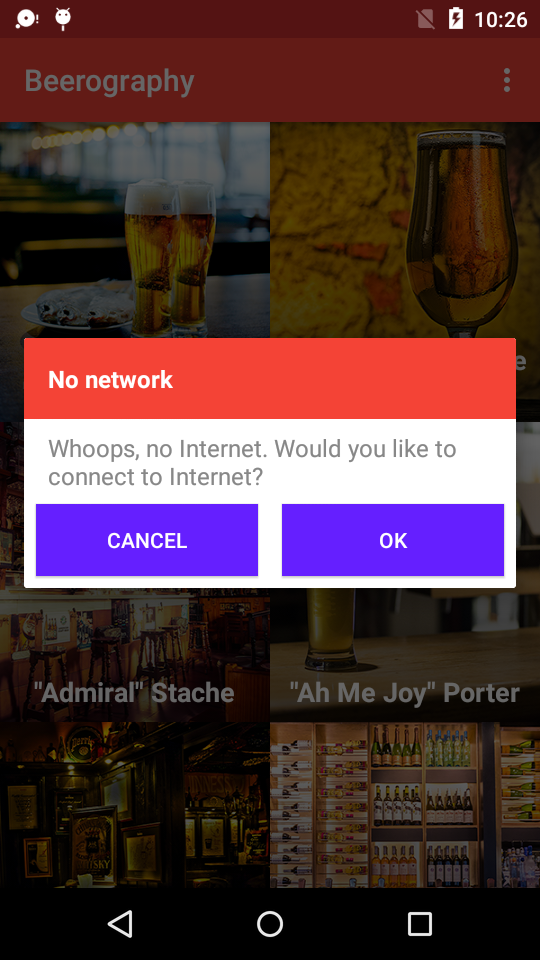 10:26
Beerography
e
No network
Whoops, no Internet. Would you like to
connect to Internet?
CANCEL
OK
"Admiral" Stache
"Ah Me Joy" Porter